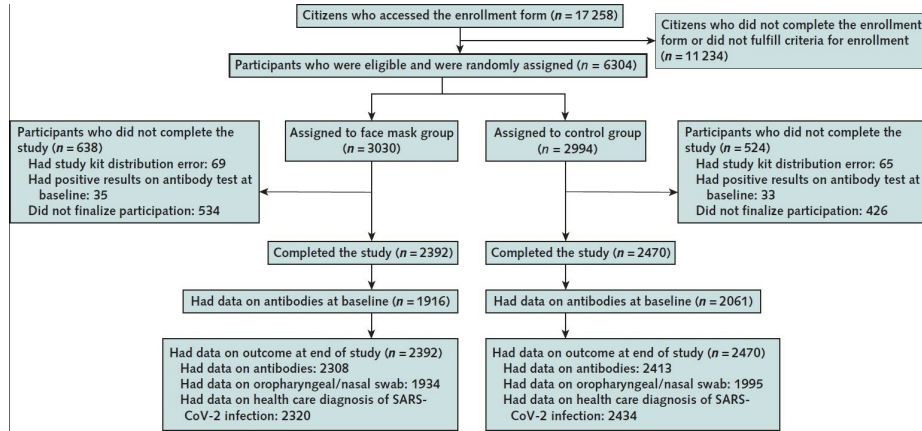 Citizens who accessed the enrollment form (n = 17 258)
Citizens who did not complete the enrollment
form or did not fulfill criteria for enrollment
(n = 11 234)
Participants who were eligible and were randomly assigned (n = 6304)
Participants who did not complete the
study (n = 638)
Had study kit distribution error: 69
Had positive results on antibody test at
baseline: 35
Did not finalize participation: 534
Assigned to face mask group
(n = 3030)
Assigned to control group
(n = 2994)
Participants who did not complete the
study (n = 524)
Had study kit distribution error: 65
Had positive results on antibody test at
baseline: 33
Did not finalize participation: 426
Completed the study (n = 2392)
Completed the study (n = 2470)
Had data on antibodies at baseline (n = 1916)
Had data on antibodies at baseline (n = 2061)
Had data on outcome at end of study (n = 2392)
Had data on antibodies: 2308
Had data on oropharyngeal/nasal swab: 1934
Had data on health care diagnosis of SARS-
CoV-2 infection: 2320
Had data on outcome at end of study (n = 2470)
Had data on antibodies: 2413
Had data on oropharyngeal/nasal swab: 1995
Had data on health care diagnosis of SARS-
CoV-2 infection: 2434